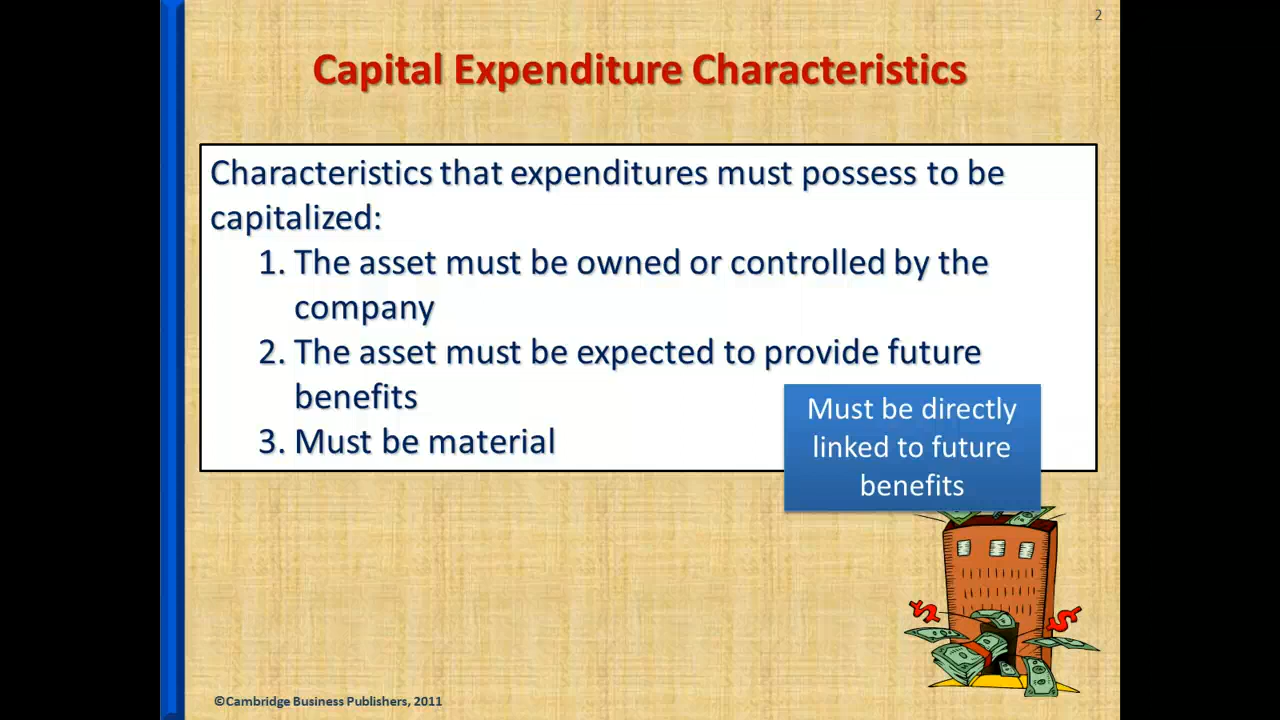 2
Capital Expenditure Characteristics
Characteristics that expenditures must possess to be
capitalized:
1. The asset must be owned or controlled by the
company
2. The asset must be expected to provide future
benefits
3. Must be material
Must be directly
linked to future
benefits
$ $
©Cambridge Business Publishers, 2011